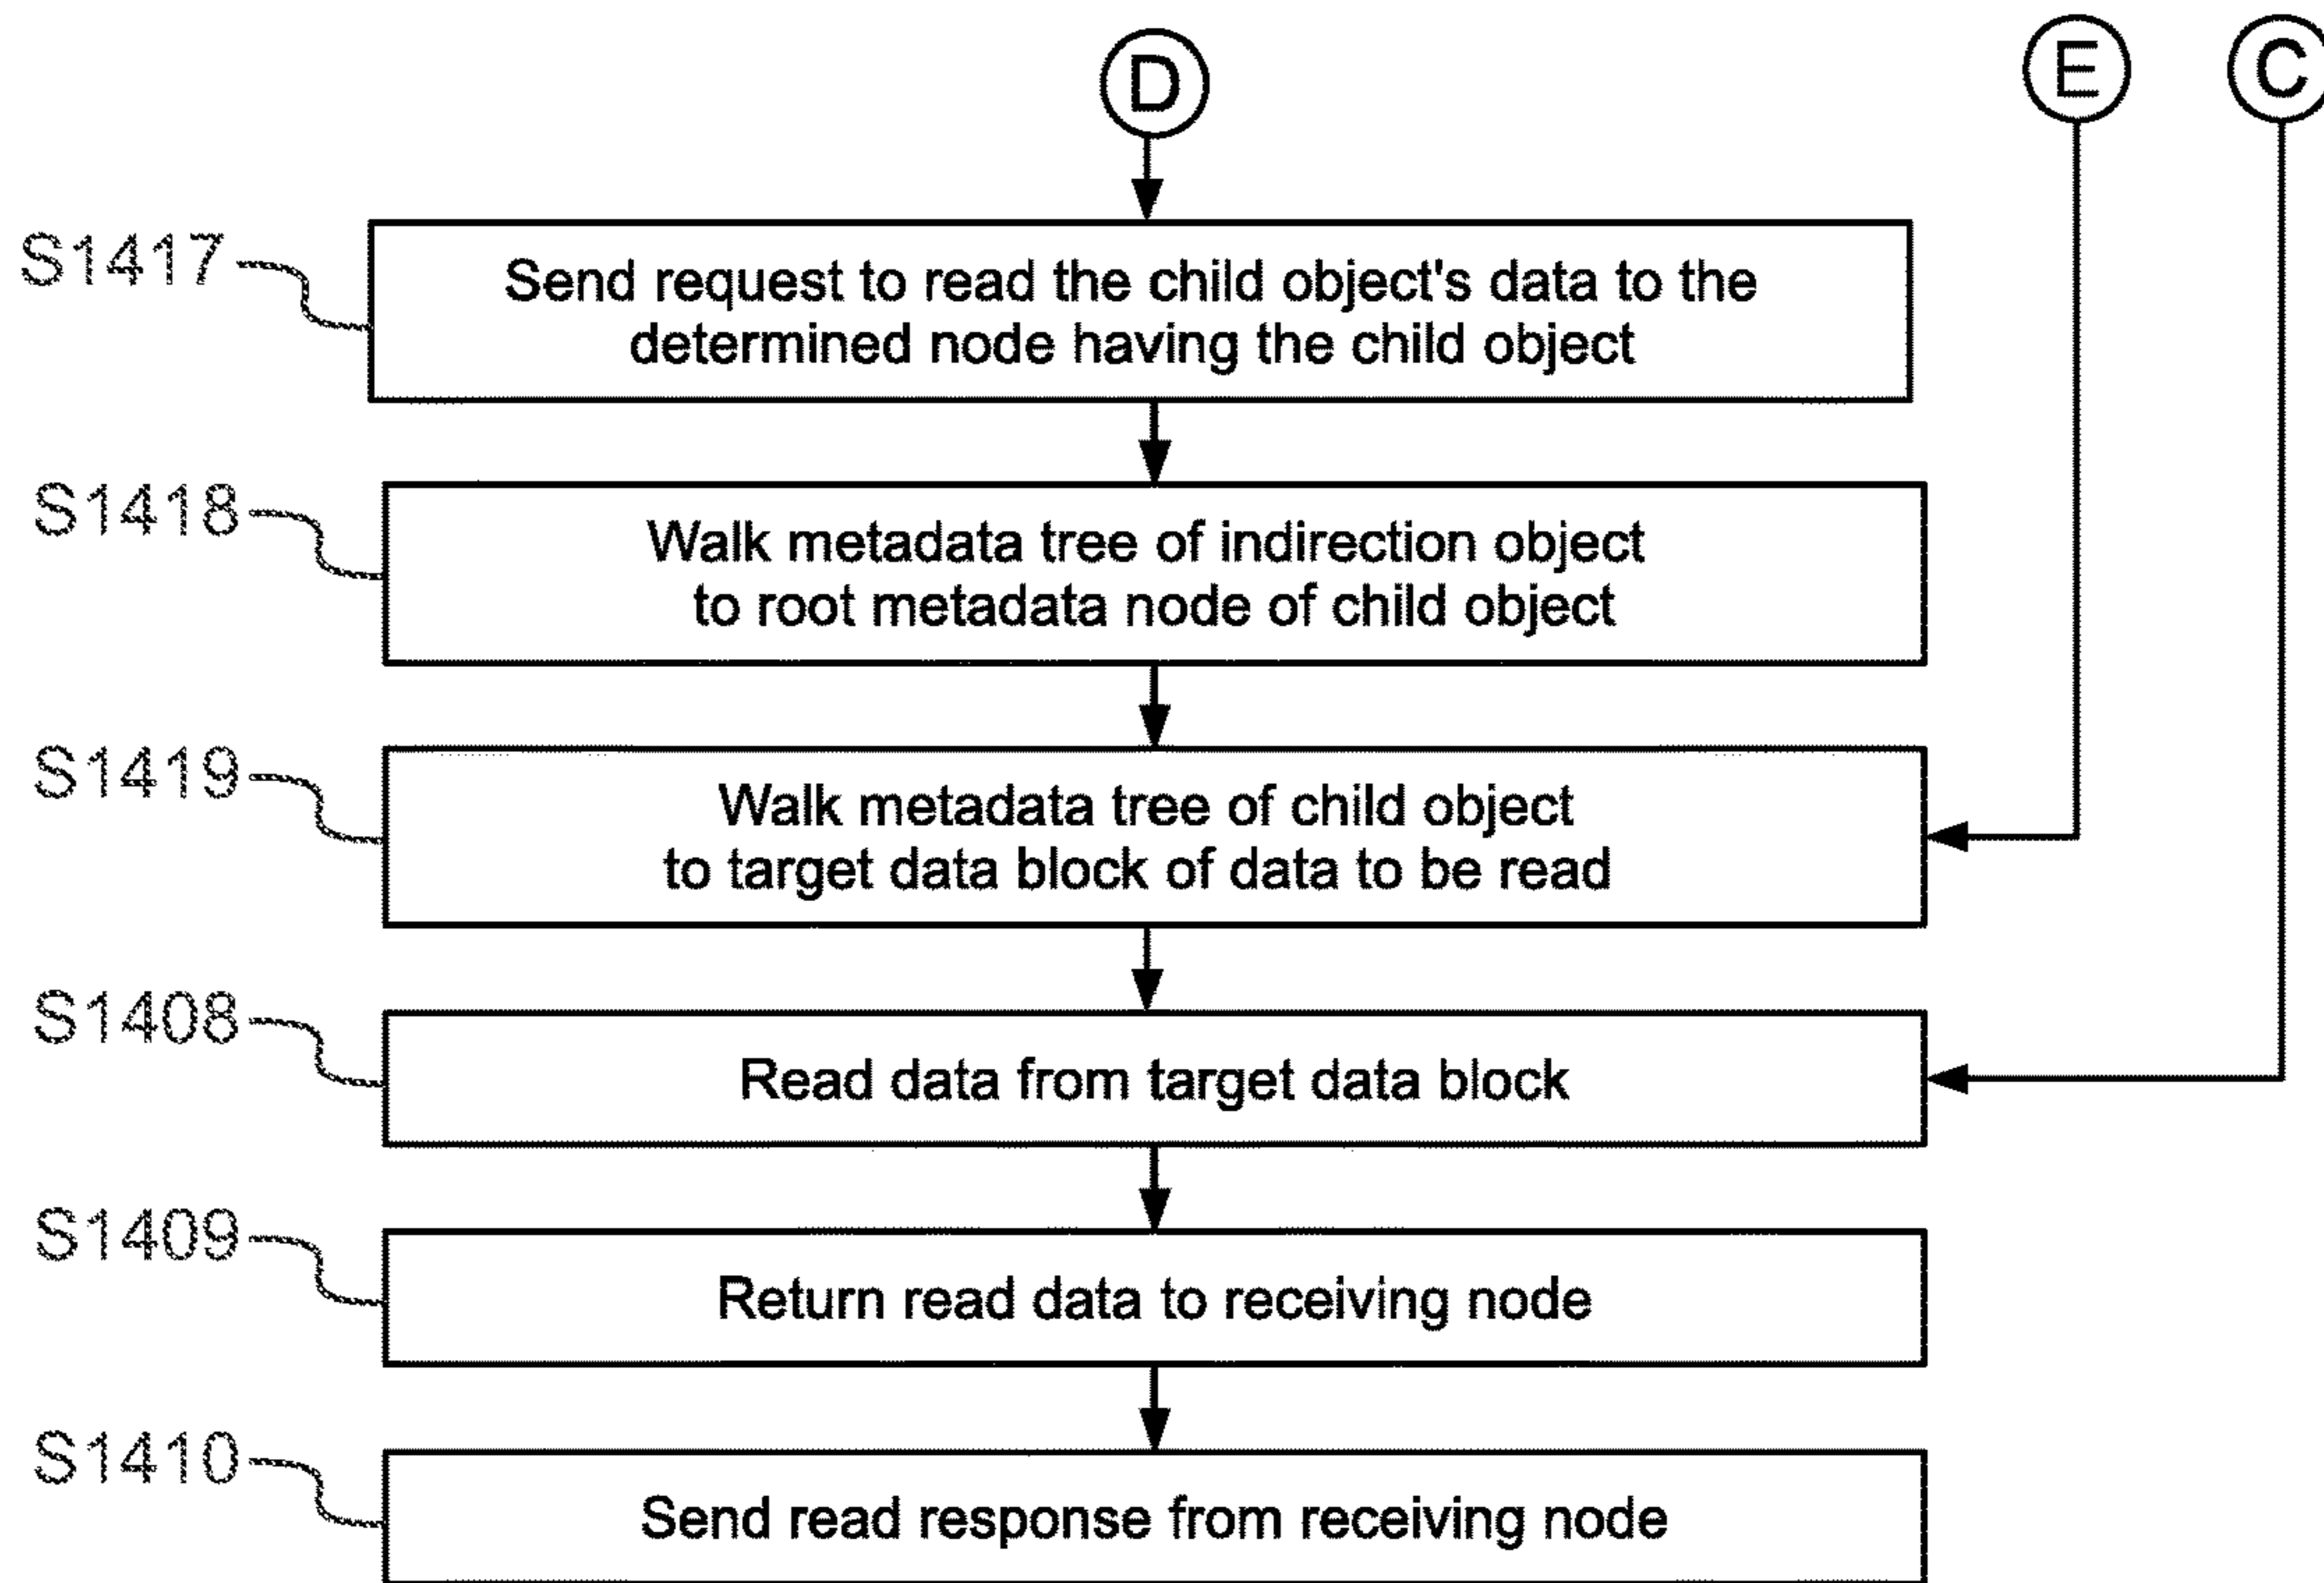 D
E
C
S1417
Send request to read the child object's data to the
determined node having the child object
S1418
Walk metadata tree of indirection object
to root metadata node of child object
S1419
Walk metadata tree of child object
to target data block of data to be read
S1408
Read data from target data block
S1409
Return read data to receiving node
S1410
Send read response from receiving node